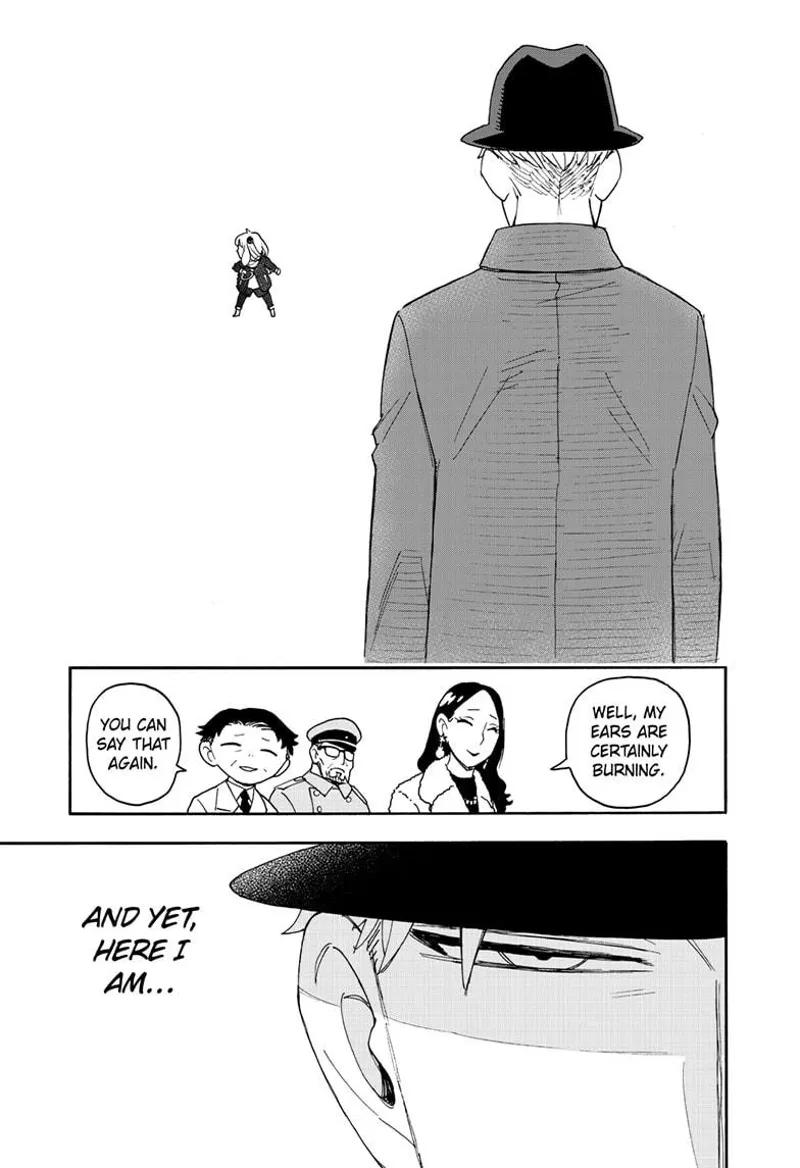 WELL, MY
EARS ARE
CERTAINLY
BURNING.
YOU CAN
SAY THAT
AGAIN.
AND YET,
HERE I
AM...